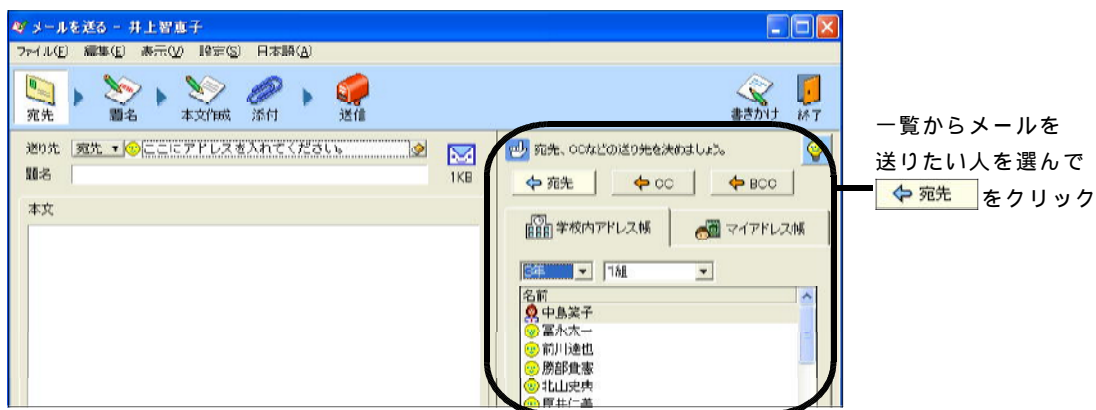 メールを送る - 井上智恵子
ファイル(F) 編集(E) 表示(V) 設定(S) 日本語(A)
宛先 題名 本文作成 添付 送信 書きかけ 終了
送り先 宛先 ここにアドレスを入れてください。
題名
1KB
本文
宛先、CCなどの送り先を決めましょう。
宛先 CC BCC
学校内アドレス帳 マイアドレス帳
1組
名前
中島笑子
冨永太一
前川達也
勝部貴憲
北山史典
一覧からメールを
送りたい人を選んで
宛先 をクリック